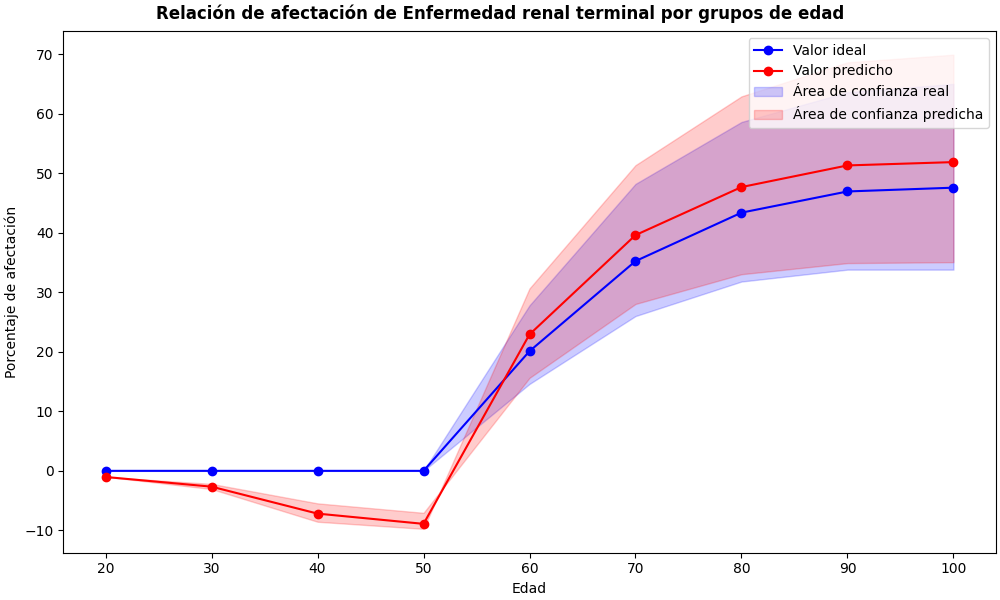 Relación de afectación de Enfermedad renal terminal por grupos de edad
Valor ideal
Valor predicho
Área de confianza real
Área de confianza predicha
Porcentaje de afectación
70
60
50
40
30
20
10
0
−10
20 30 40 50 60 70 80 90 100
Edad